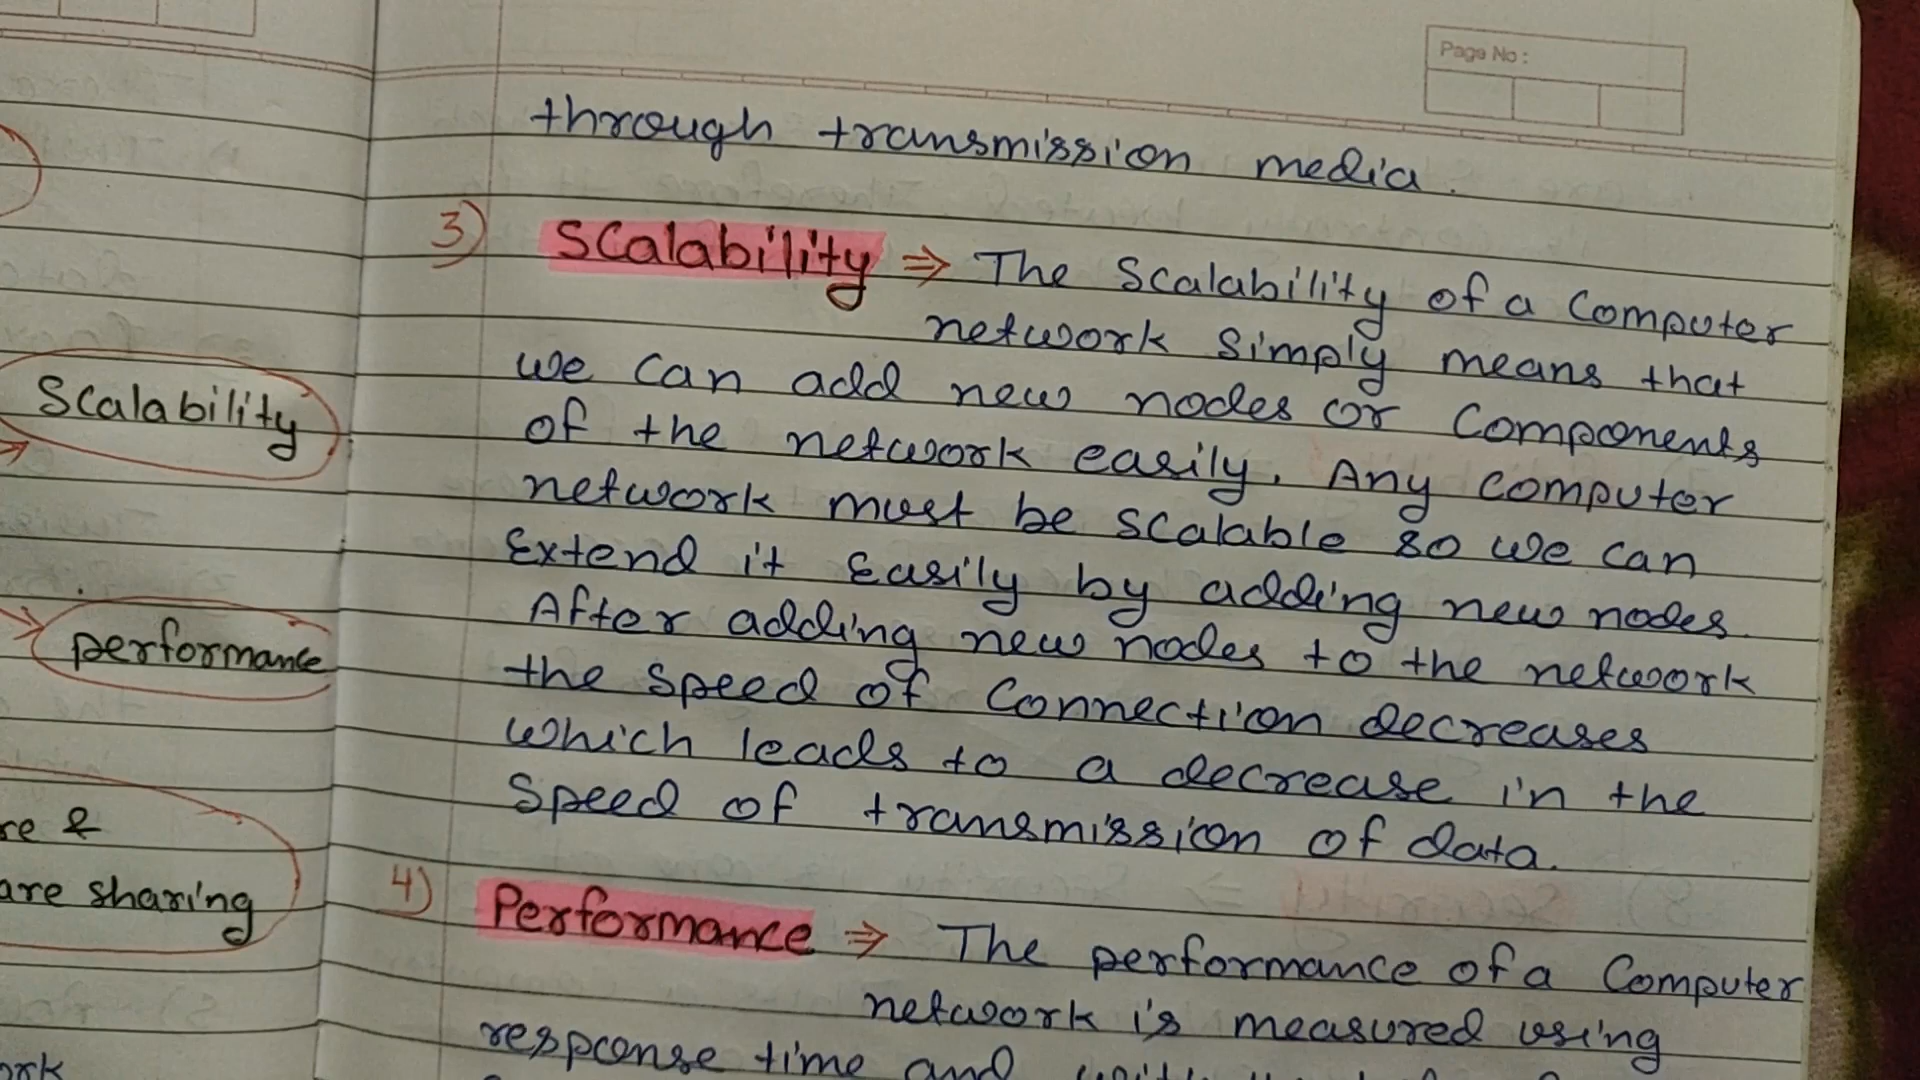 Page No :
through transmission media.
3) Scalability ⇒ The Scalability of a Computer
network simply means that
we can add new nodes or Components
of the network easily. Any computer
network must be scalable so we can
Extend it Easily by adding new nodes.
After adding new nodes to the network
the speed of Connection decreases
which leads to a decrease in the
Speed of transmission of data.
4) Performance ⇒ The performance of a Computer
network is measured using
response time and
Scalability
performance
re &
are sharing
ork